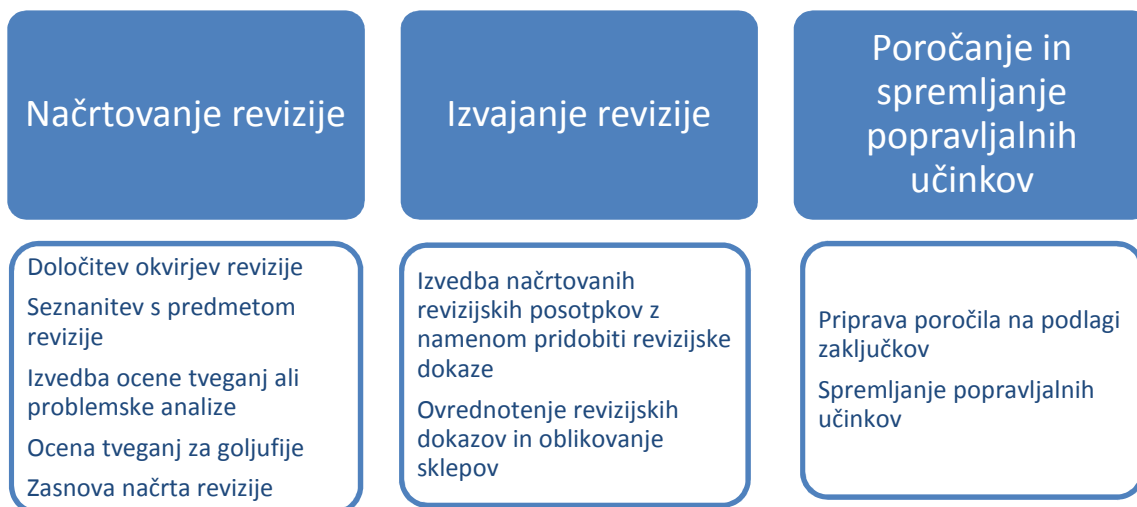 Načrtovanje revizije
Določitev okvirjev revizije
Seznanitev s predmetom
revizije
Izvedba ocene tveganj ali
problemske analize
Ocena tveganj za goljufije
Zasnova načrta revizije
Izvajanje revizije
Izvedba načrtovanih
revizijskih posotpkov z
namenom pridobiti revizijske
dokaze
Ovrednotenje revizijskih
dokazov in oblikovanje
sklepov
Poročanje in
spremljanje
popravljalnih
učinkov
Priprava poročila na podlagi
zaključkov
Spremljanje popravljalnih
učinkov